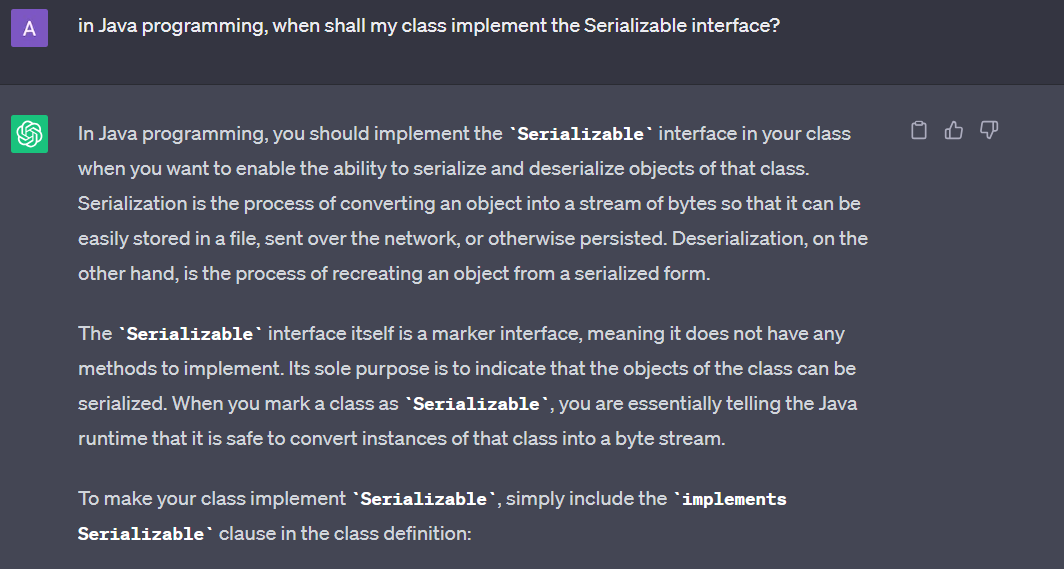 A
in Java programming, when shall my class implement the Serializable interface?
In Java programming, you should implement the `Serializable` interface in your class
when you want to enable the ability to serialize and deserialize objects of that class.
Serialization is the process of converting an object into a stream of bytes so that it can be
easily stored in a file, sent over the network, or otherwise persisted. Deserialization, on the
other hand, is the process of recreating an object from a serialized form.
The `Serializable` interface itself is a marker interface, meaning it does not have any
methods to implement. Its sole purpose is to indicate that the objects of the class can be
serialized. When you mark a class as `Serializable`, you are essentially telling the Java
runtime that it is safe to convert instances of that class into a byte stream.
To make your class implement `Serializable`, simply include the `implements
Serializable` clause in the class definition: